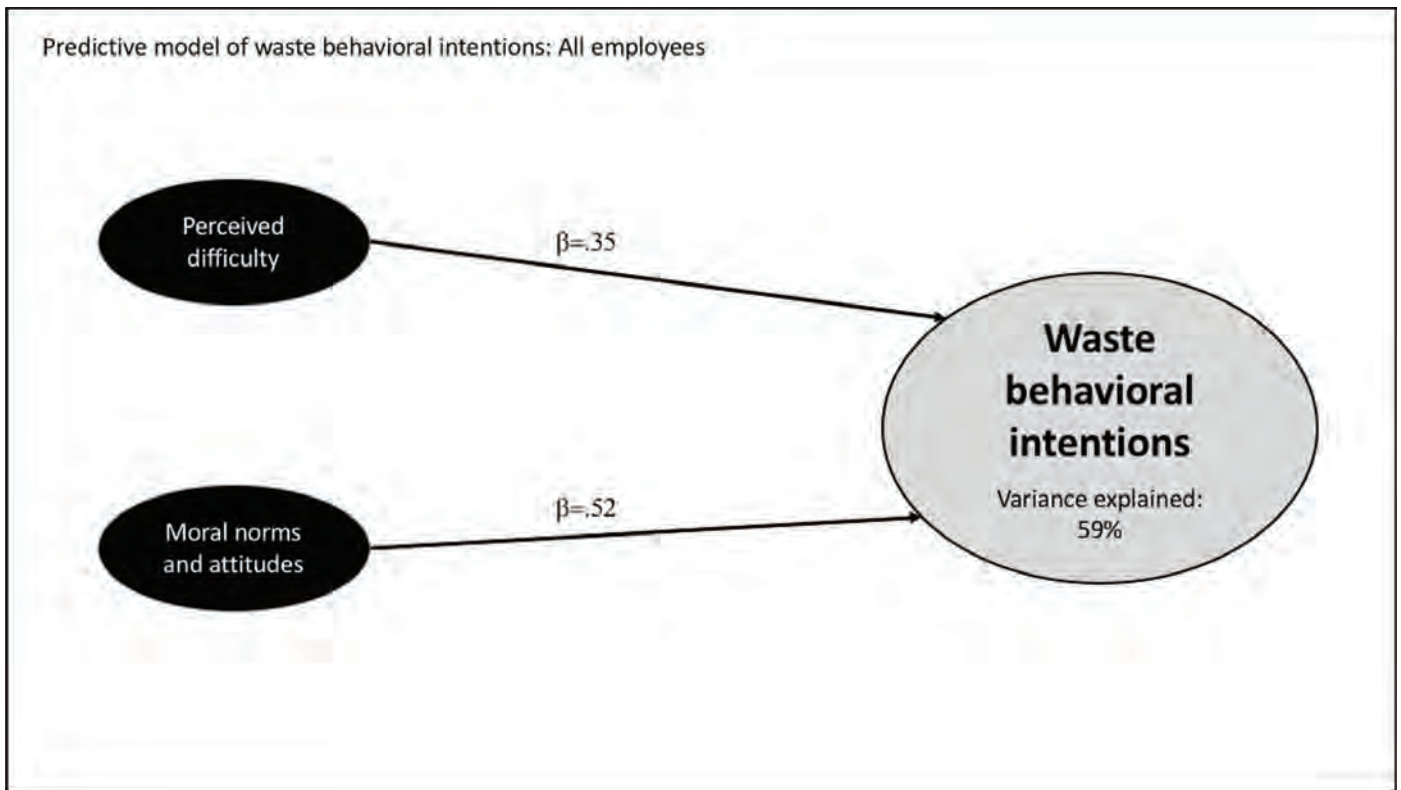 Predictive model of waste behavioral intentions: All employees
Perceived
difficulty
β=.35
Waste
behavioral
intentions
Variance explained:
59%
Moral norms
and attitudes
β=.52